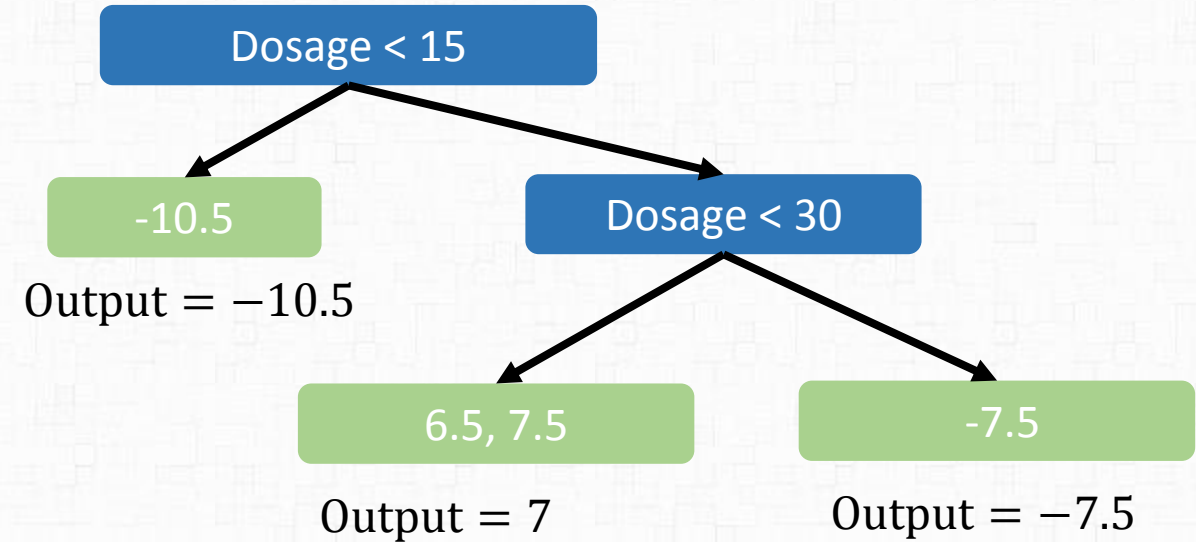 Dosage < 15
-10.5
Dosage < 30
Output = −10.5
6.5, 7.5
-7.5
Output = 7
Output = −7.5